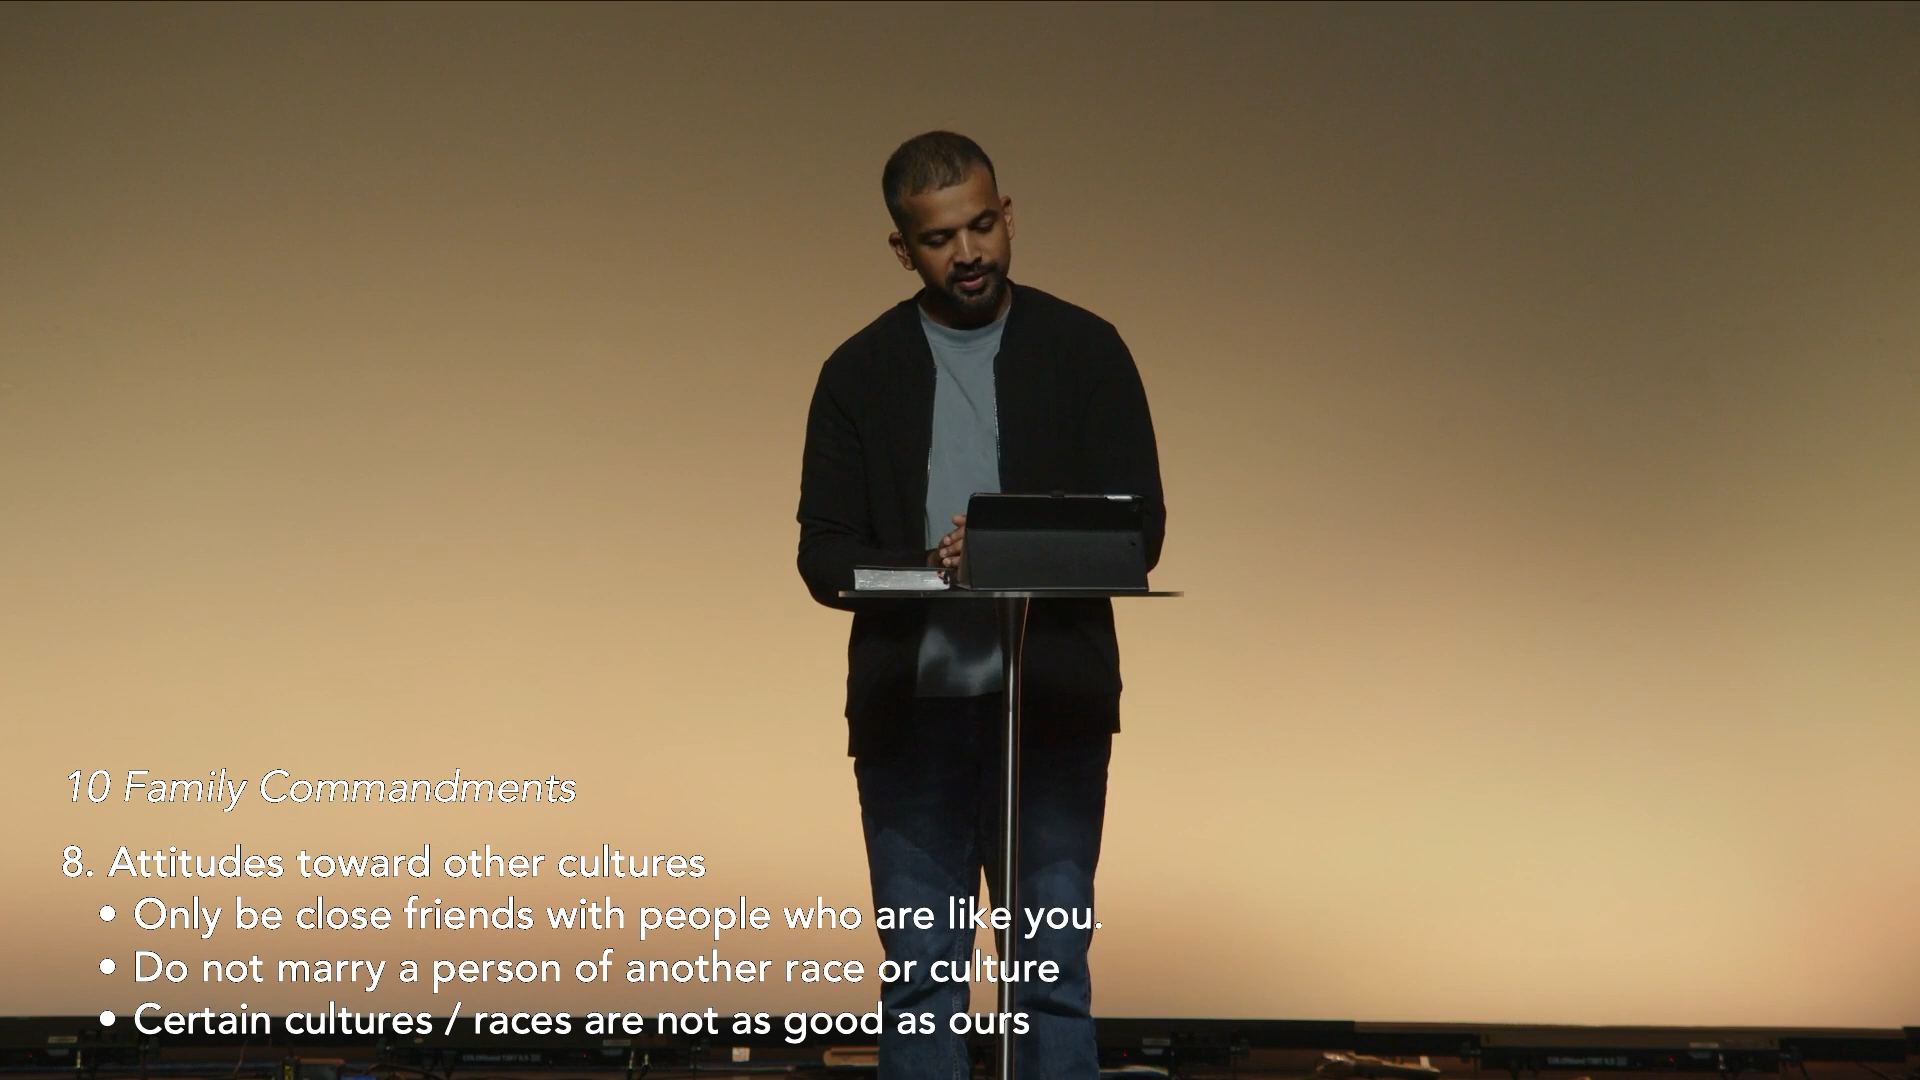 10 Family Commandments
8. Attitudes toward other cultures
• Only be close friends with people who are like you.
• Do not marry a person of another race or culture
• Certain cultures / races are not as good as ours